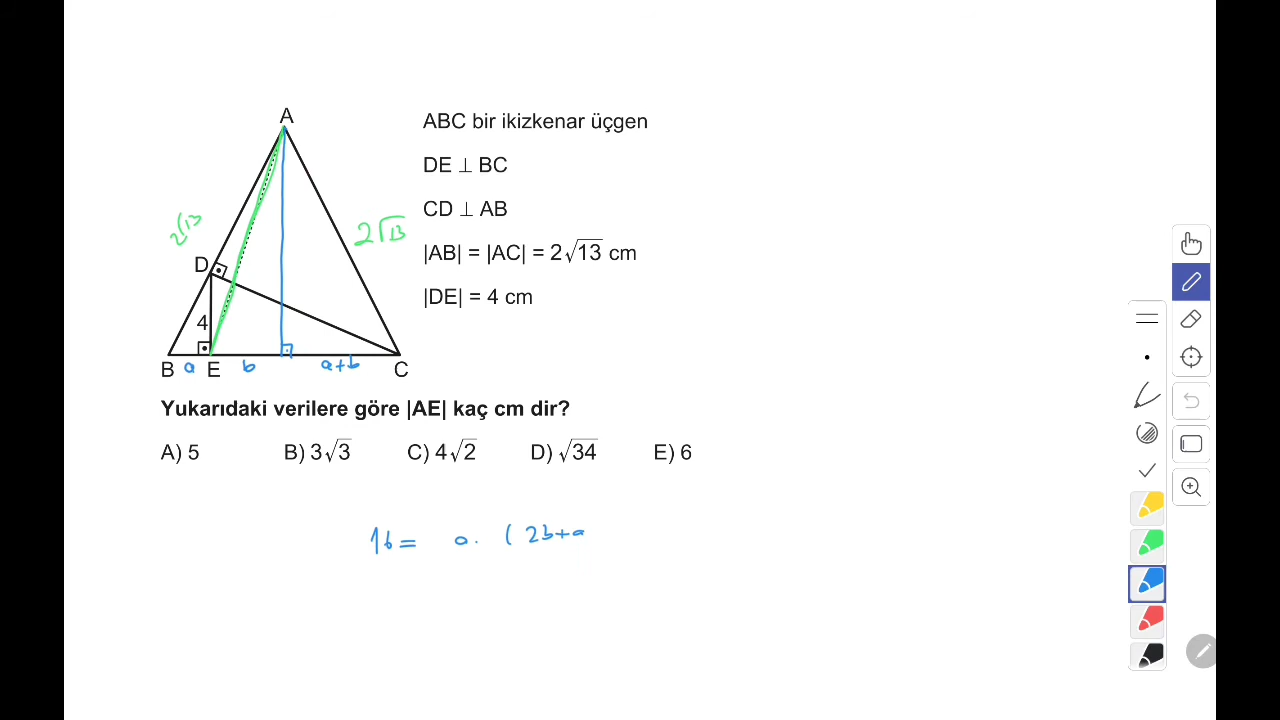 A
ABC bir ikizkenar üçgen
DE ⊥ BC
CD ⊥ AB
2√13
2√13
|AB| = |AC| = 2√13 cm
D
|DE| = 4 cm
4
B a E b a+b C
Yukarıdaki verilere göre |AE| kaç cm dir?
A) 5 B) 3√3 C) 4√2 D) √34 E) 6
16 = a. (2b+a